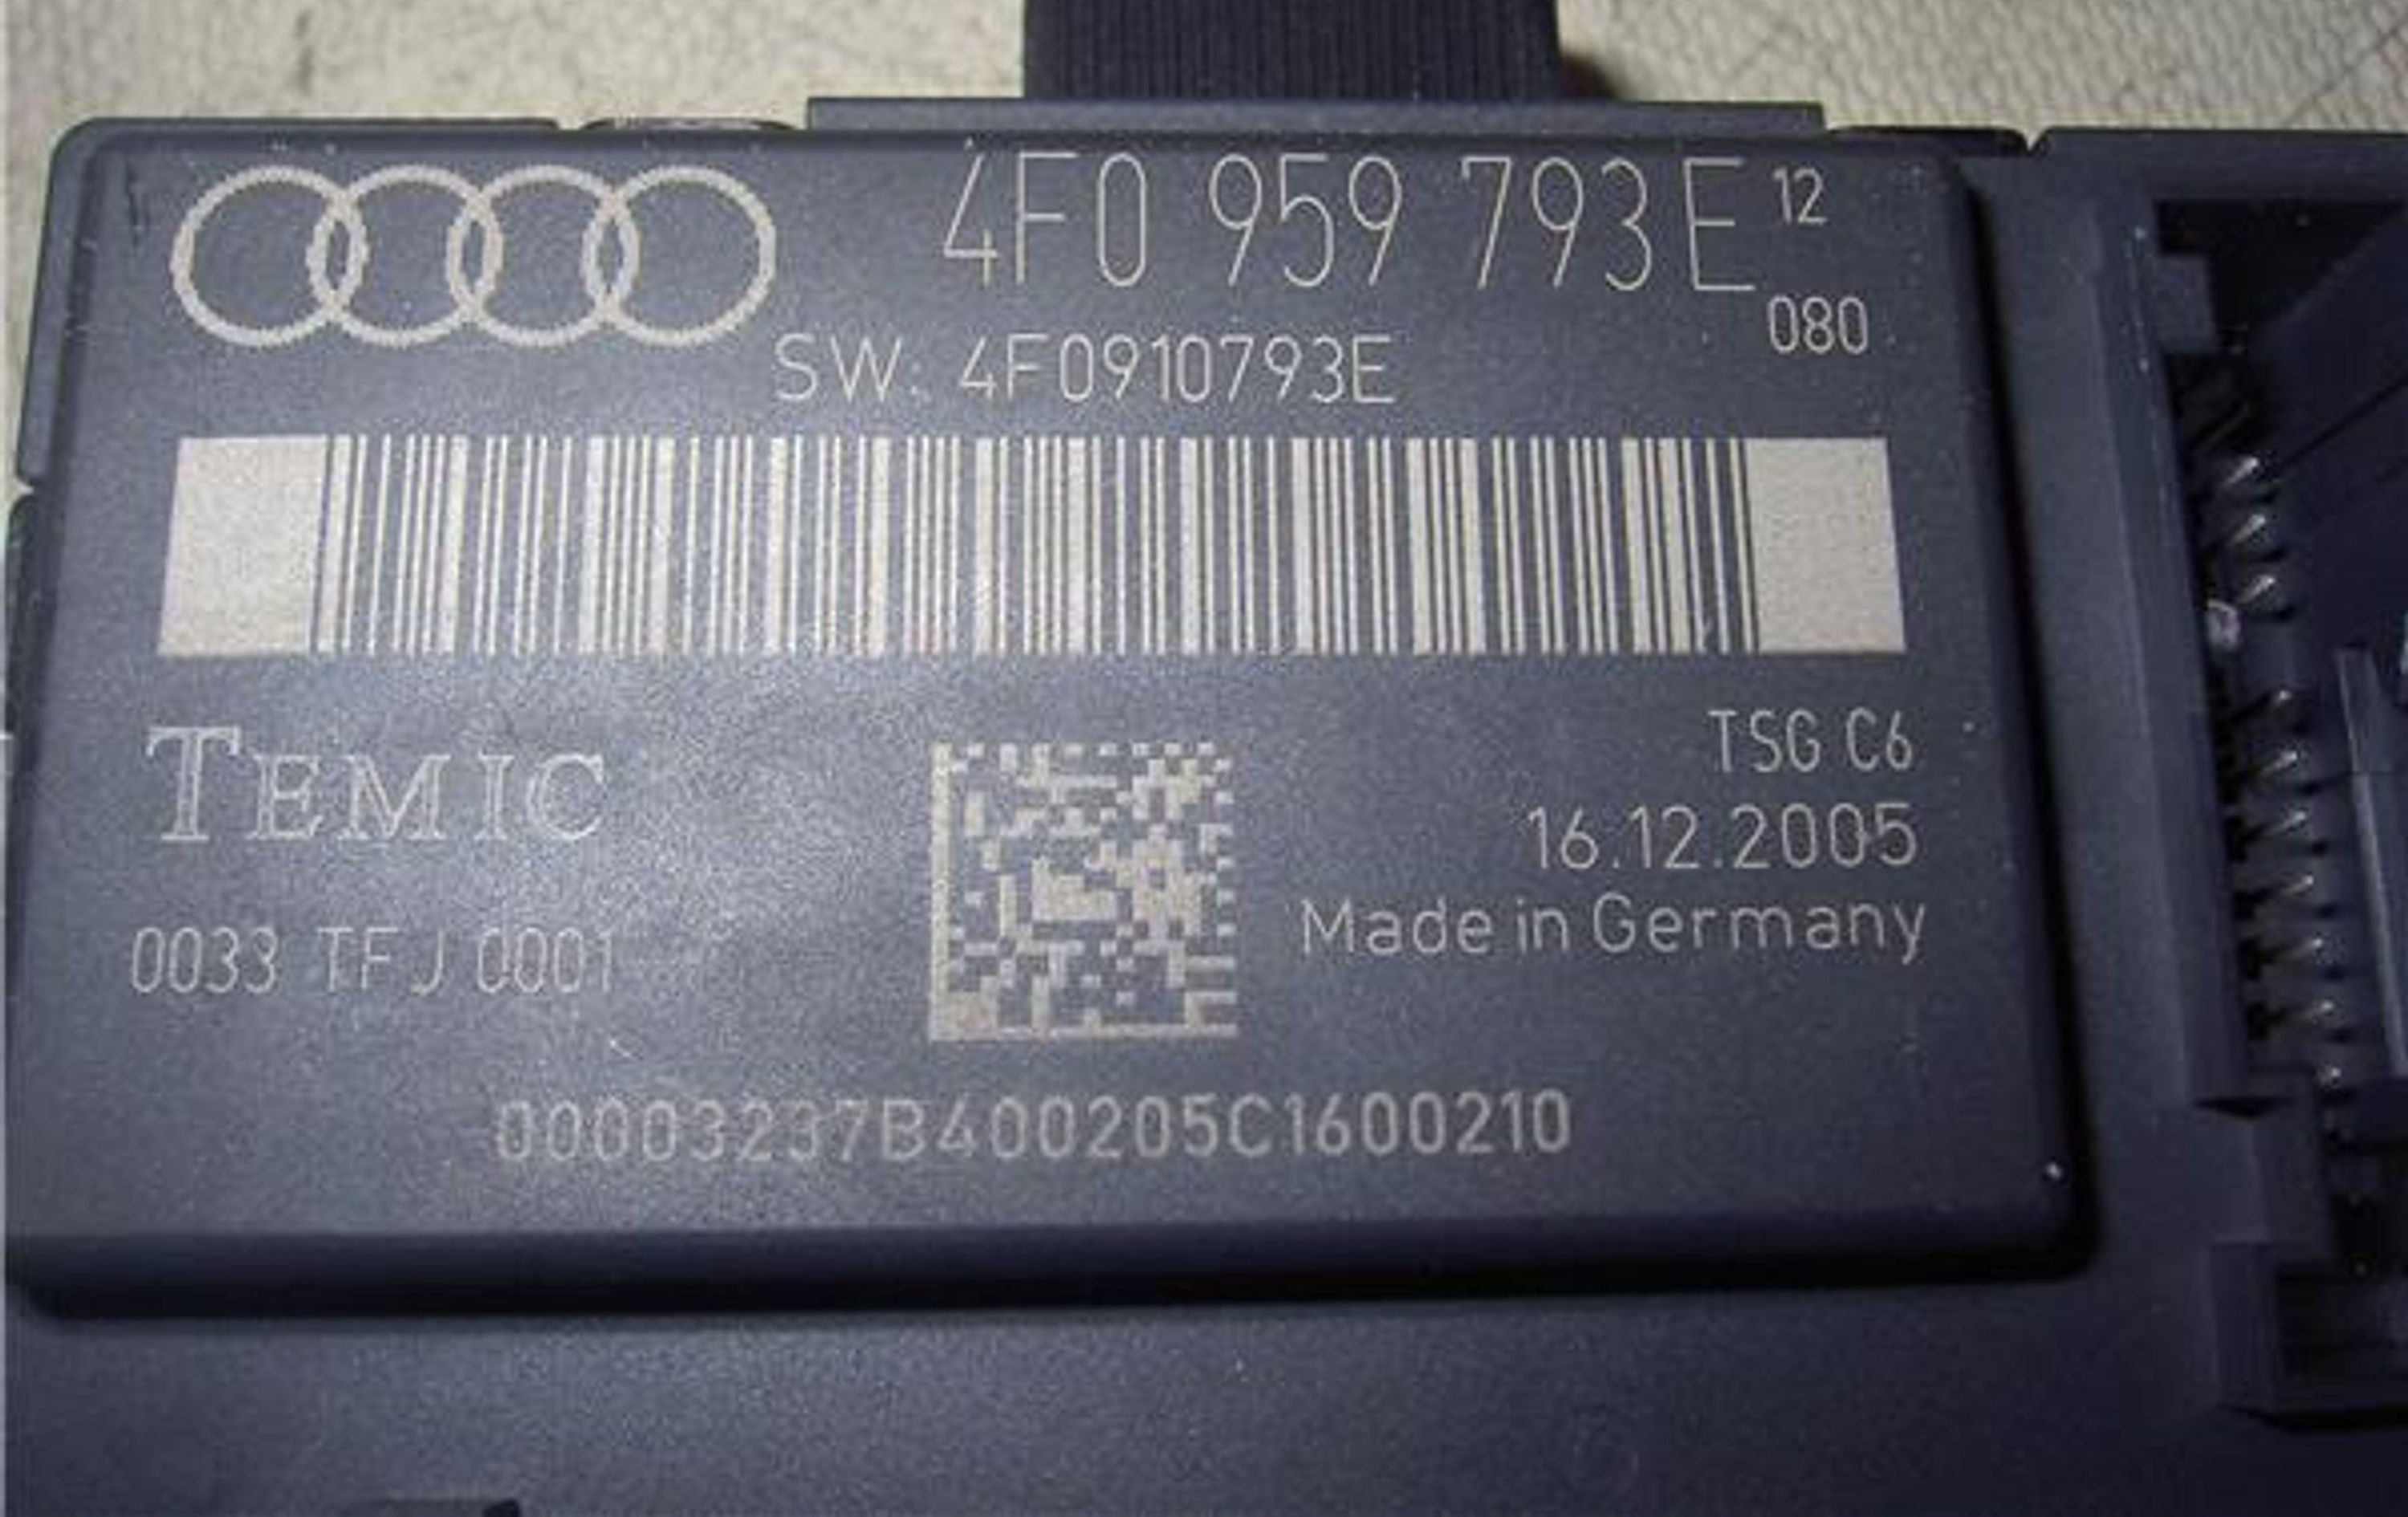 4F0 959 793 E 12
080
SW: 4F0910793E
TEMIC
TSG C6
16.12.2005
Made in Germany
0033 TFJ 0001
00003237B400205C1600210